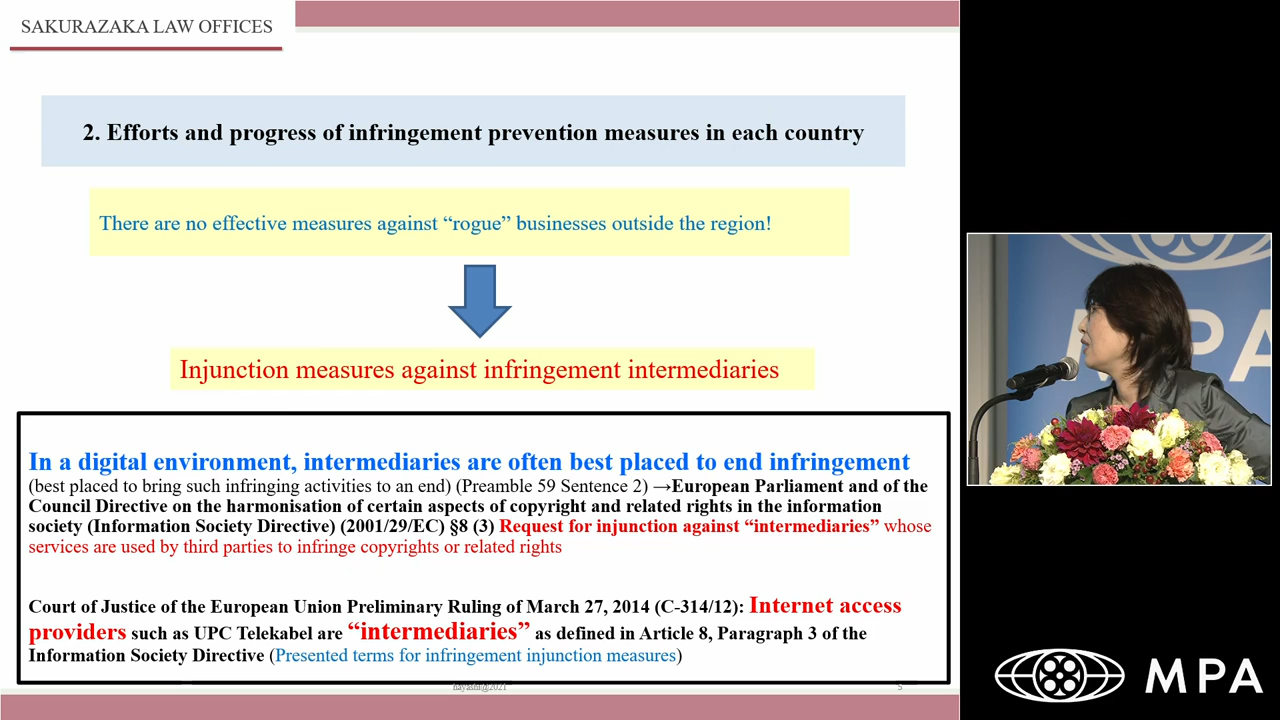 SAKURAZAKA LAW OFFICES
2. Efforts and progress of infringement prevention measures in each country
There are no effective measures against “rogue” businesses outside the region!
Injunction measures against infringement intermediaries
In a digital environment, intermediaries are often best placed to end infringement
(best placed to bring such infringing activities to an end) (Preamble 59 Sentence 2) →European Parliament and of the
Council Directive on the harmonisation of certain aspects of copyright and related rights in the information
society (Information Society Directive) (2001/29/EC) §8 (3) Request for injunction against “intermediaries” whose
services are used by third parties to infringe copyrights or related rights
Court of Justice of the European Union Preliminary Ruling of March 27, 2014 (C-314/12): Internet access
providers such as UPC Telekabel are “intermediaries” as defined in Article 8, Paragraph 3 of the
Information Society Directive (Presented terms for infringement injunction measures)
hayashi@2021
5
MPA
MPA